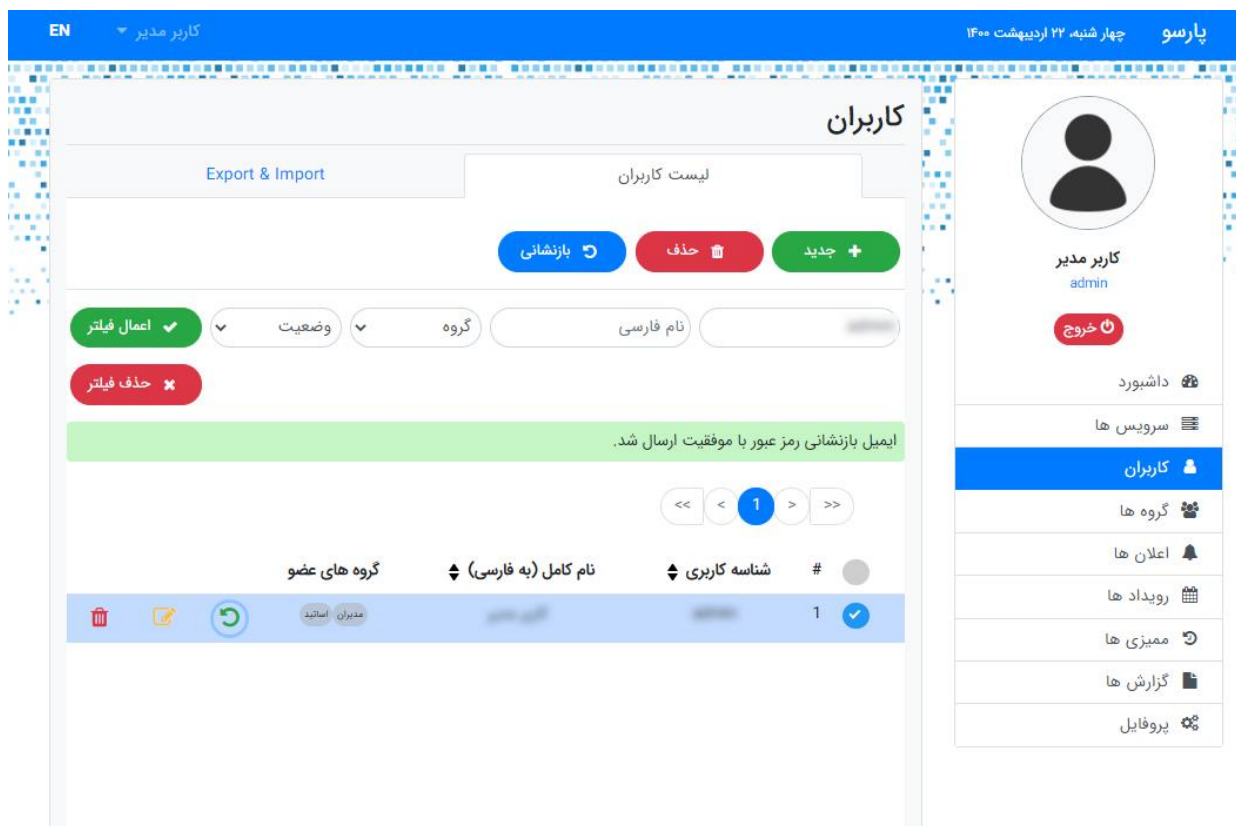 پارسو
چهار شنبه، ۲۲ اردیبهشت ۱۴۰۰
کاربر مدیر
EN
کاربر مدیر
admin
خروج
داشبورد
سرویس ها
کاربران
گروه ها
اعلان ها
رویداد ها
ممیزی ها
گزارش ها
پروفایل
کاربران
لیست کاربران
Export & Import
جدید
حذف
بازنشانی
نام فارسی
گروه
وضعیت
اعمال فیلتر
حذف فیلتر
ایمیل بازنشانی رمز عبور با موفقیت ارسال شد.
<< < 1 > >>
# شناسه کاربری نام کامل (به فارسی) گروه های عضو
1 مدیران اساتید